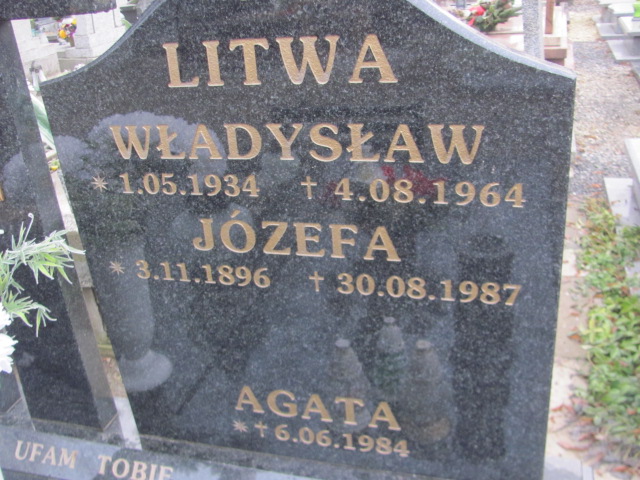 LITWA
WŁADYSŁAW
* 1.05.1934 † 4.08.1964
JÓZEFA
* 3.11.1896 † 30.08.1987
AGATA
*† 6.06.1984
UFAM TOBIE